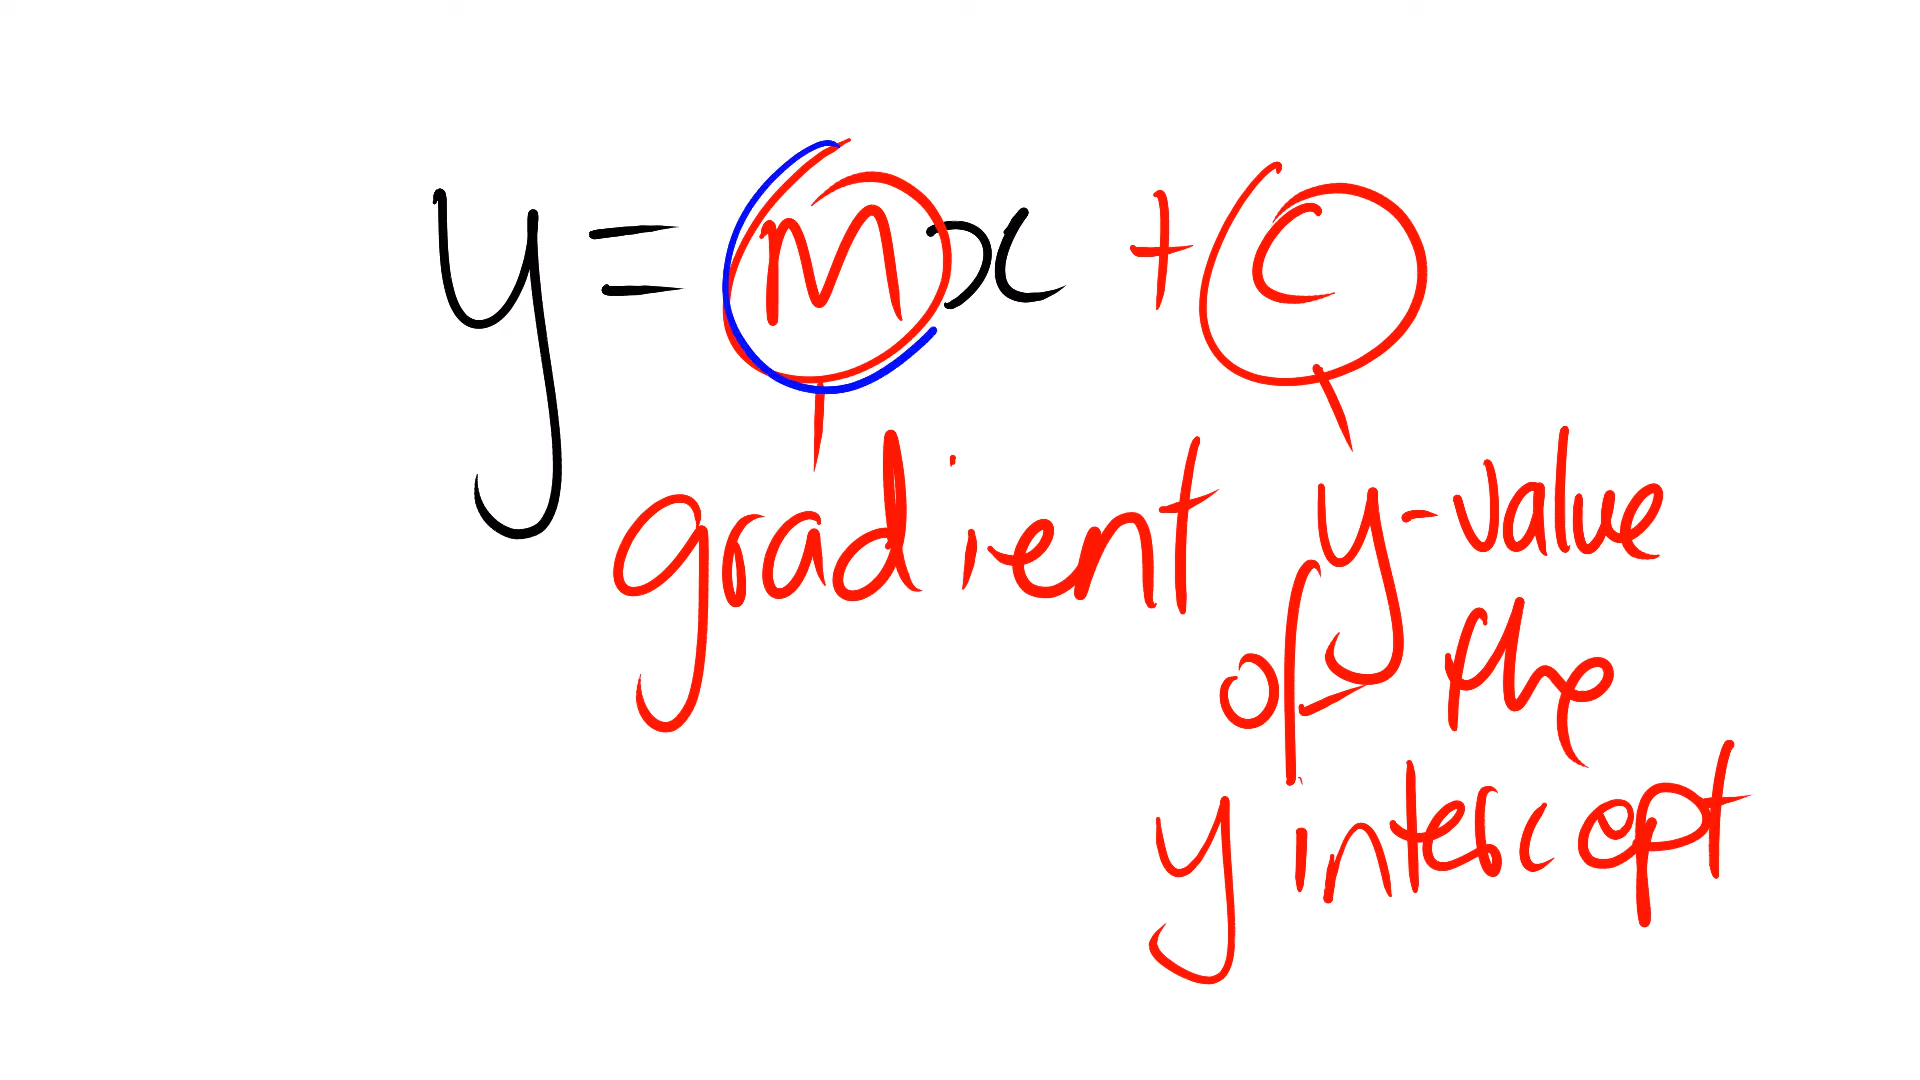 y = mx + c
gradient
y-value
of the
y intercept